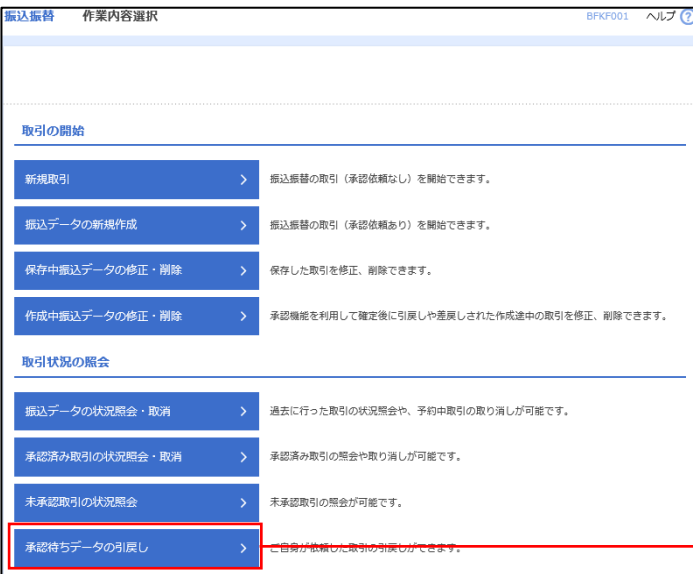 振込振替 作業内容選択 BFKF001 ヘルプ ?
取引の開始
新規取引 振込振替の取引（承認依頼なし）を開始できます。
振込データの新規作成 振込振替の取引（承認依頼あり）を開始できます。
保存中振込データの修正・削除 保存した取引を修正、削除できます。
作成中振込データの修正・削除 承認機能を利用して確定後に引戻しや差戻しされた作成途中の取引を修正、削除できます。
取引状況の照会
振込データの状況照会・取消 過去に行った取引の状況照会や、予約中取引の取り消しが可能です。
承認済み取引の状況照会・取消 承認済み取引の照会や取り消しが可能です。
未承認取引の状況照会 未承認取引の照会が可能です。
承認待ちデータの引戻し ご自身が依頼した取引の引戻しができます。